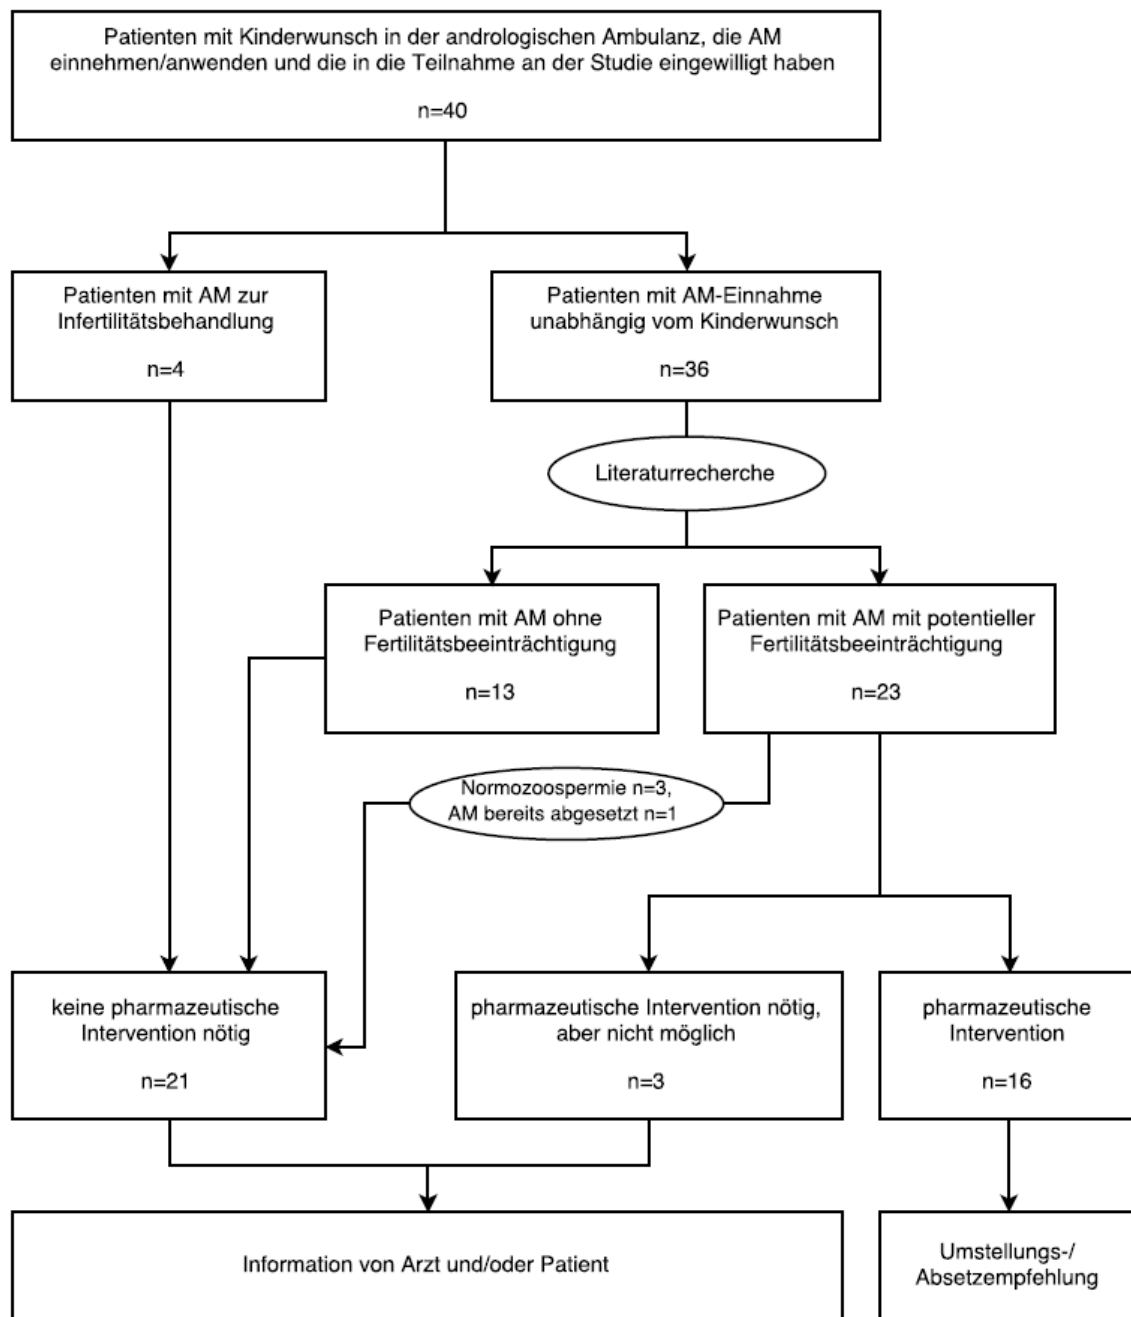 Patienten mit Kinderwunsch in der andrologischen Ambulanz, die AM
einnehmen/anwenden und die in die Teilnahme an der Studie eingewilligt haben
n=40
Patienten mit AM zur
Infertilitätsbehandlung
n=4
Patienten mit AM-Einnahme
unabhängig vom Kinderwunsch
n=36
Literaturrecherche
Patienten mit AM ohne
Fertilitätsbeeinträchtigung
n=13
Patienten mit AM mit potentieller
Fertilitätsbeeinträchtigung
n=23
Normozoospermie n=3,
AM bereits abgesetzt n=1
keine pharmazeutische
Intervention nötig
n=21
pharmazeutische Intervention nötig,
aber nicht möglich
n=3
pharmazeutische
Intervention
n=16
Information von Arzt und/oder Patient
Umstellungs-/
Absetzempfehlung